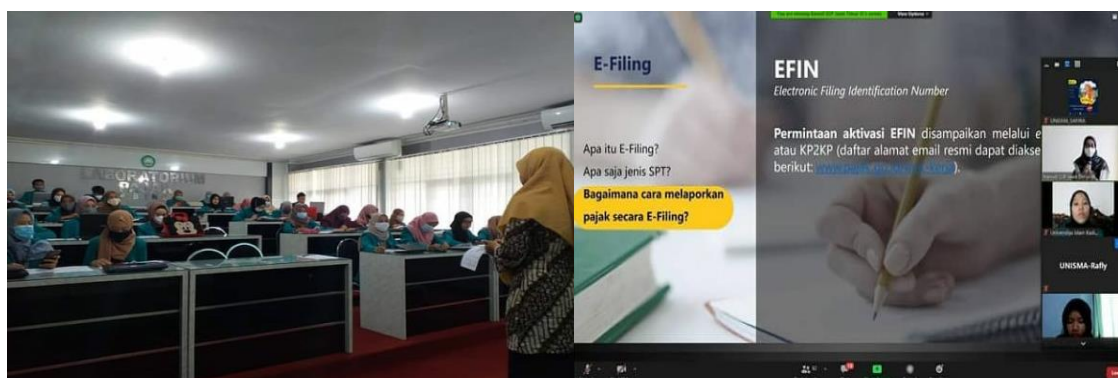 LABORATORIUM
E-Filing
Apa itu E-Filing?
Apa saja jenis SPT?
Bagaimana cara melaporkan
pajak secara E-Filing?
EFIN
Electronic Filing Identification Number
Permintaan aktivasi EFIN disampaikan melalui e
atau KP2KP (daftar alamat email resmi dapat diakse
berikut:
UNISMA-Rafly